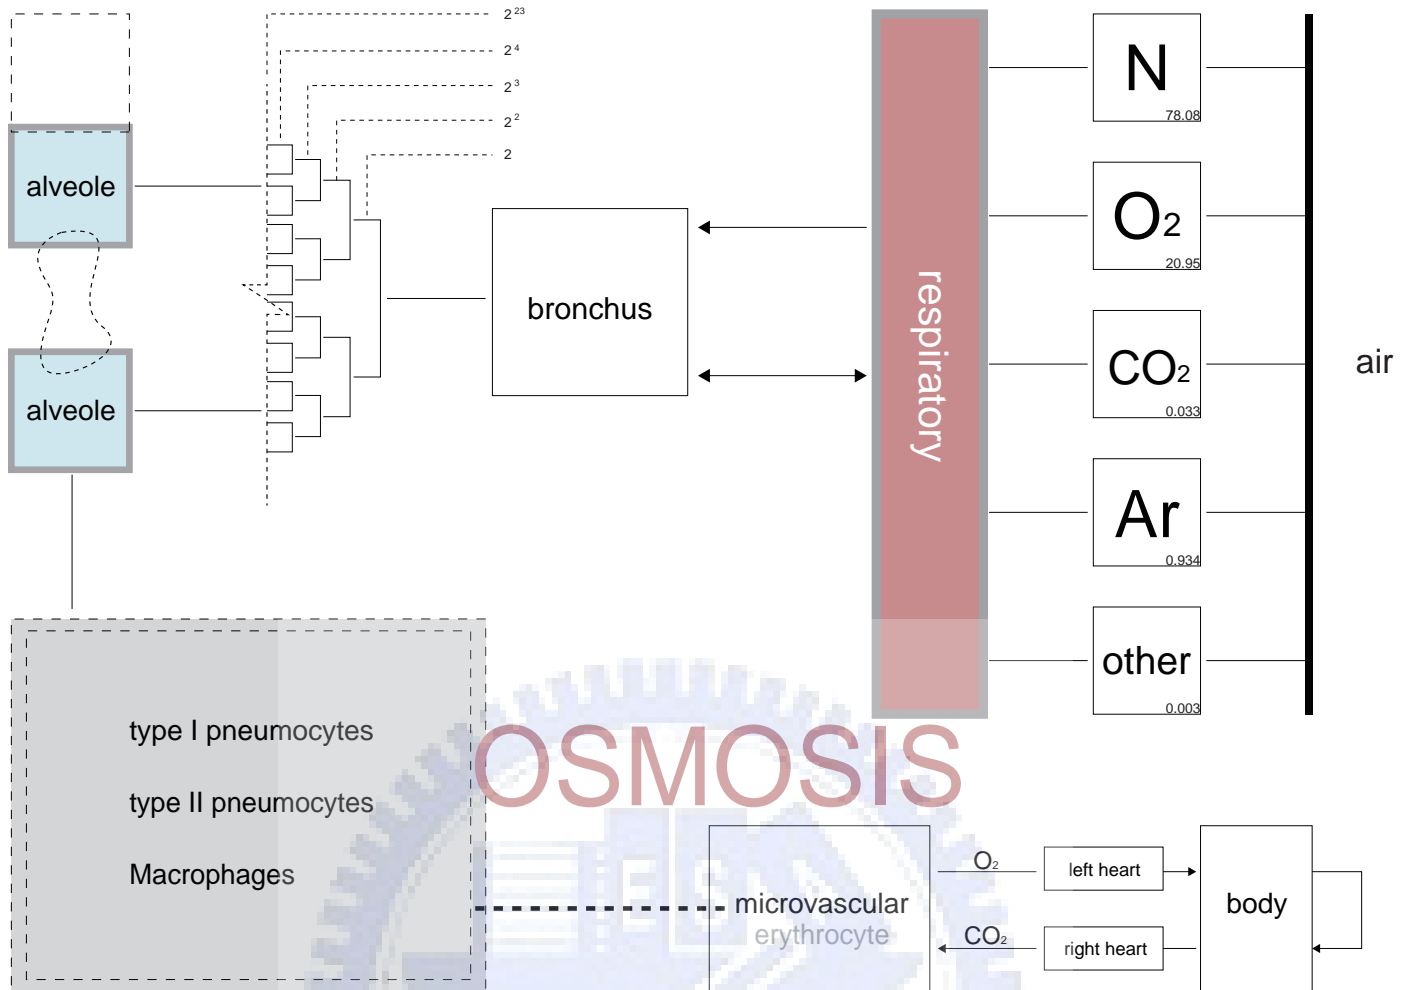 2²³
2⁴
2³
2²
2
alveole
alveole
bronchus
respiratory
N
78.08
O₂
20.95
CO₂
0.033
Ar
0.934
other
0.003
air
type I pneumocytes
type II pneumocytes
Macrophages
OSMOSIS
microvascular
erythrocyte
O₂
left heart
CO₂
right heart
body